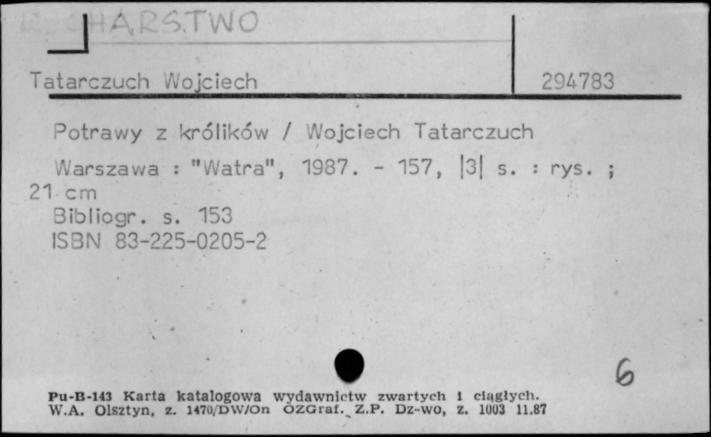 KUCHARSTWO
Tatarczuch Wojciech 294783
Potrawy z królików / Wojciech Tatarczuch
Warszawa : "Watra", 1987. - 157, |3| s. : rys. ;
21 cm
Bibliogr. s. 153
ISBN 83-225-0205-2
6
Pu-B-143 Karta katalogowa wydawnictw zwartych i ciągłych.
W.A. Olsztyn, z. 1470/DW/On OZGraf. Z.P. Dz-wo, z. 1003 11.87